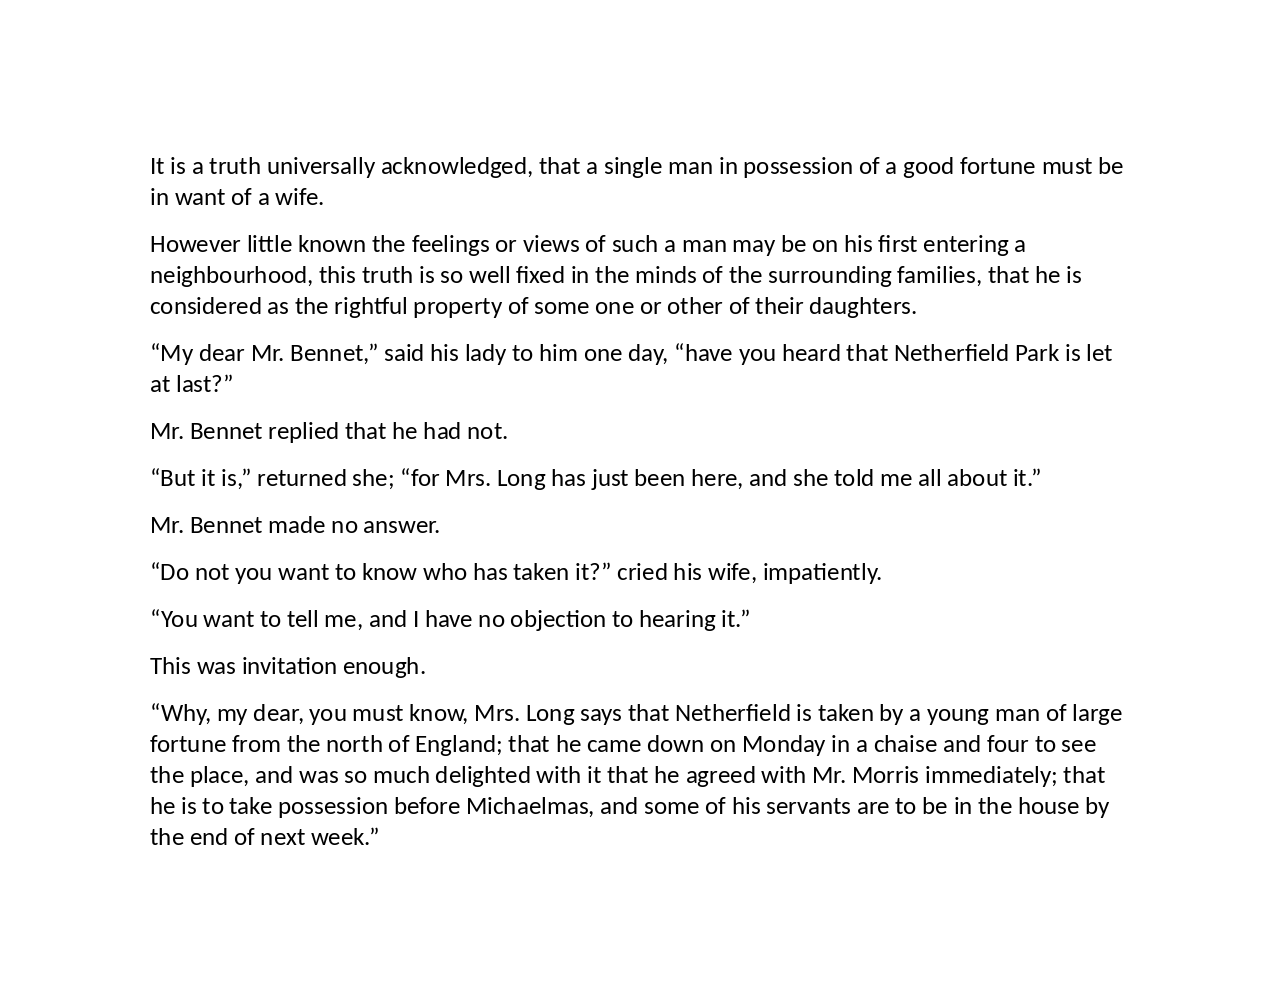 It is a truth universally acknowledged, that a single man in possession of a good fortune must be
in want of a wife.
However little known the feelings or views of such a man may be on his first entering a
neighbourhood, this truth is so well fixed in the minds of the surrounding families, that he is
considered as the rightful property of some one or other of their daughters.
“My dear Mr. Bennet,” said his lady to him one day, “have you heard that Netherfield Park is let
at last?”
Mr. Bennet replied that he had not.
“But it is,” returned she; “for Mrs. Long has just been here, and she told me all about it.”
Mr. Bennet made no answer.
“Do not you want to know who has taken it?” cried his wife, impatiently.
“You want to tell me, and I have no objection to hearing it.”
This was invitation enough.
“Why, my dear, you must know, Mrs. Long says that Netherfield is taken by a young man of large
fortune from the north of England; that he came down on Monday in a chaise and four to see
the place, and was so much delighted with it that he agreed with Mr. Morris immediately; that
he is to take possession before Michaelmas, and some of his servants are to be in the house by
the end of next week.”